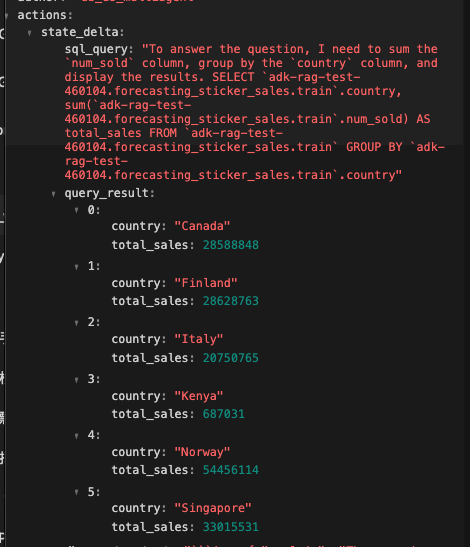 actions:
state_delta:
sql_query: "To answer the question, I need to sum the
`num_sold` column, group by the `country` column, and
display the results. SELECT `adk-rag-test-
460104.forecasting_sticker_sales.train`.country,
sum(`adk-rag-test-
460104.forecasting_sticker_sales.train`.num_sold) AS
total_sales FROM `adk-rag-test-
460104.forecasting_sticker_sales.train` GROUP BY `adk-
rag-test-
460104.forecasting_sticker_sales.train`.country"
query_result:
0:
country: "Canada"
total_sales: 28588848
1:
country: "Finland"
total_sales: 28628763
2:
country: "Italy"
total_sales: 20750765
3:
country: "Kenya"
total_sales: 687031
4:
country: "Norway"
total_sales: 54456114
5:
country: "Singapore"
total_sales: 33015531